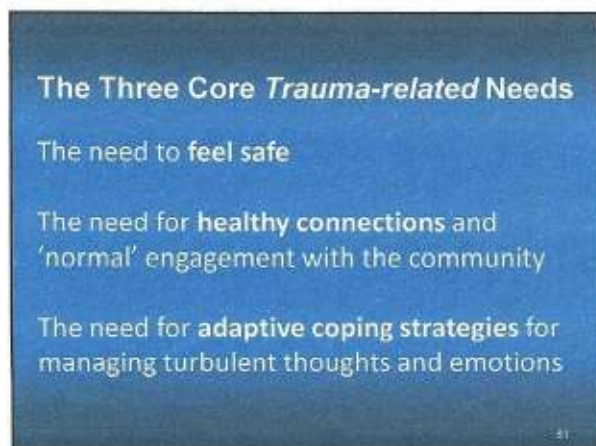 The Three Core Trauma-related Needs
The need to feel safe
The need for healthy connections and
‘normal’ engagement with the community
The need for adaptive coping strategies for
managing turbulent thoughts and emotions
31